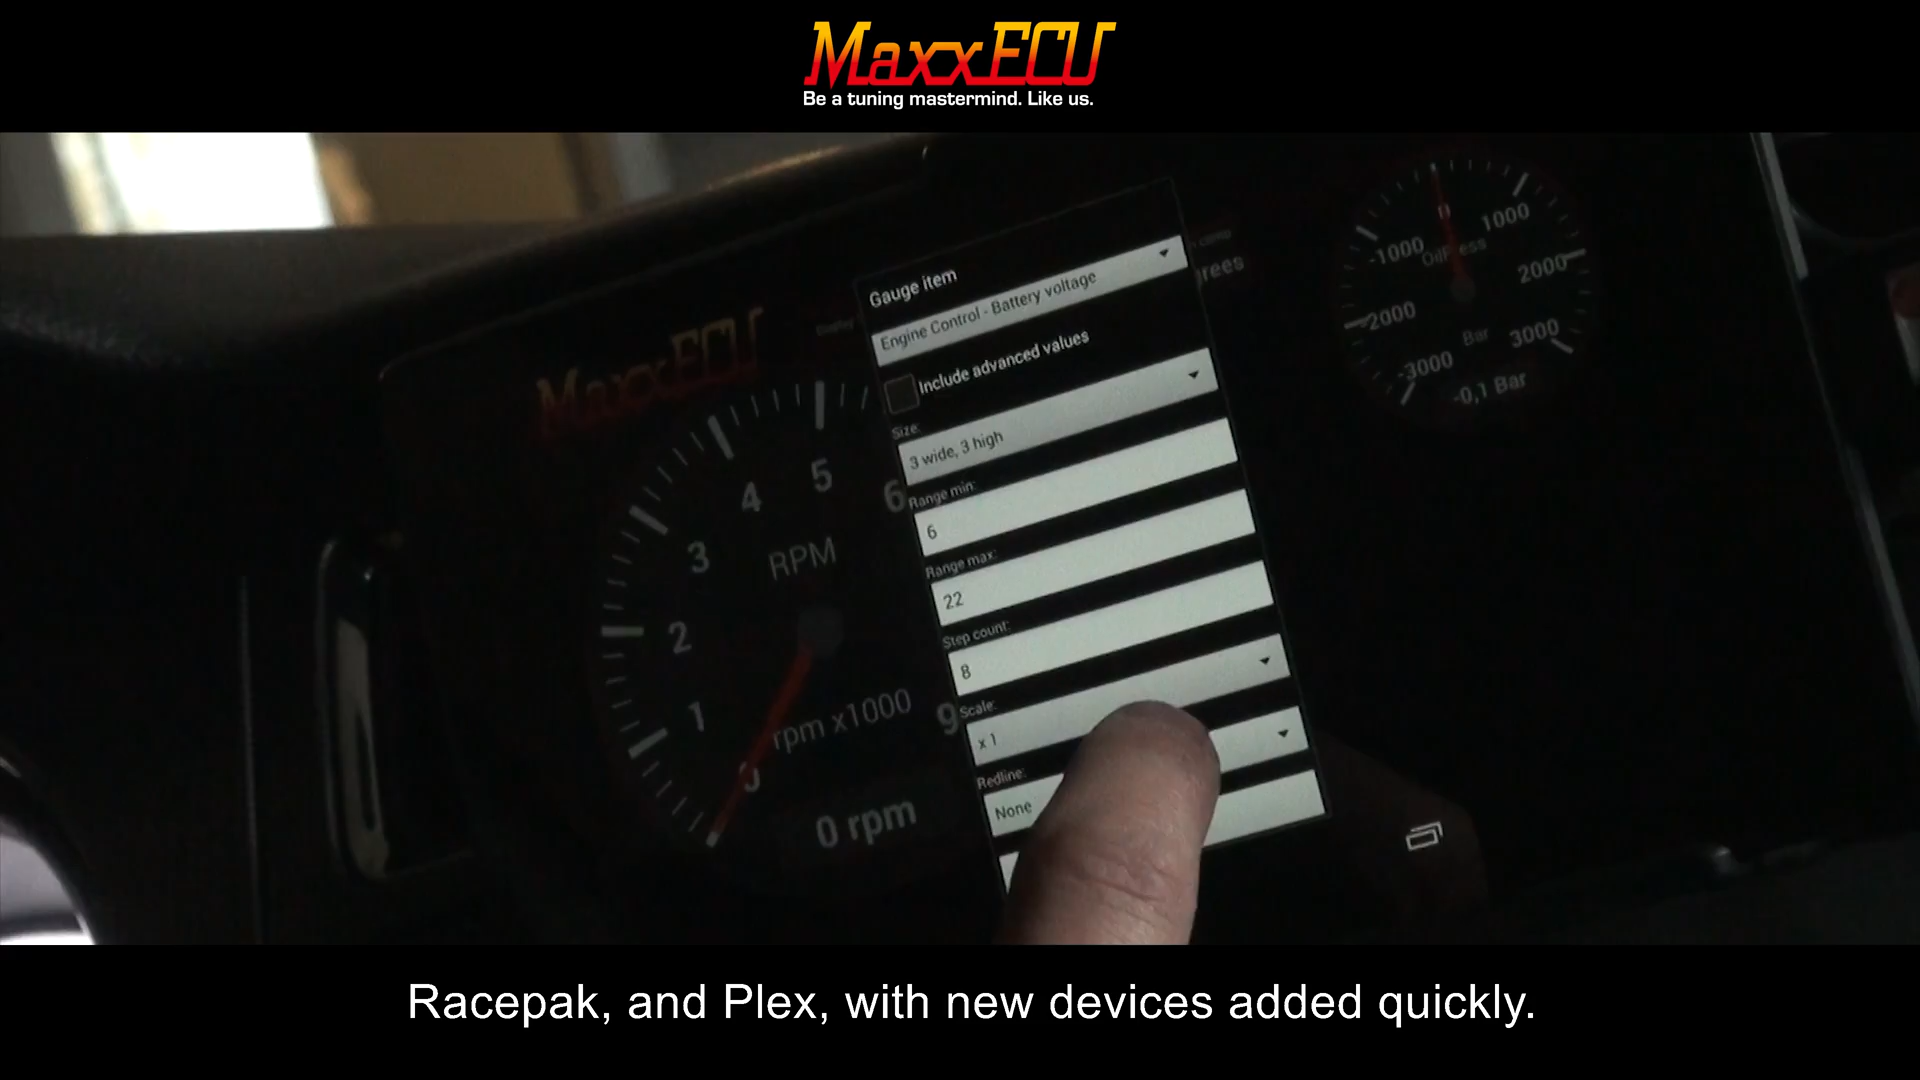 MaxxECU
Be a tuning mastermind. Like us.
MaxxECU
Gauge item
Engine Control - Battery voltage
Include advanced values
Size:
3 wide, 3 high
Range min:
6
Range max:
22
Step count:
8
Scale:
x 1
Redline:
None
0
1
2
3
4
5
6
9
RPM
rpm x1000
0 rpm
-3000
-2000
-1000
0
1000
2000
3000
Bar
-0,1 Bar
Racepak, and Plex, with new devices added quickly.